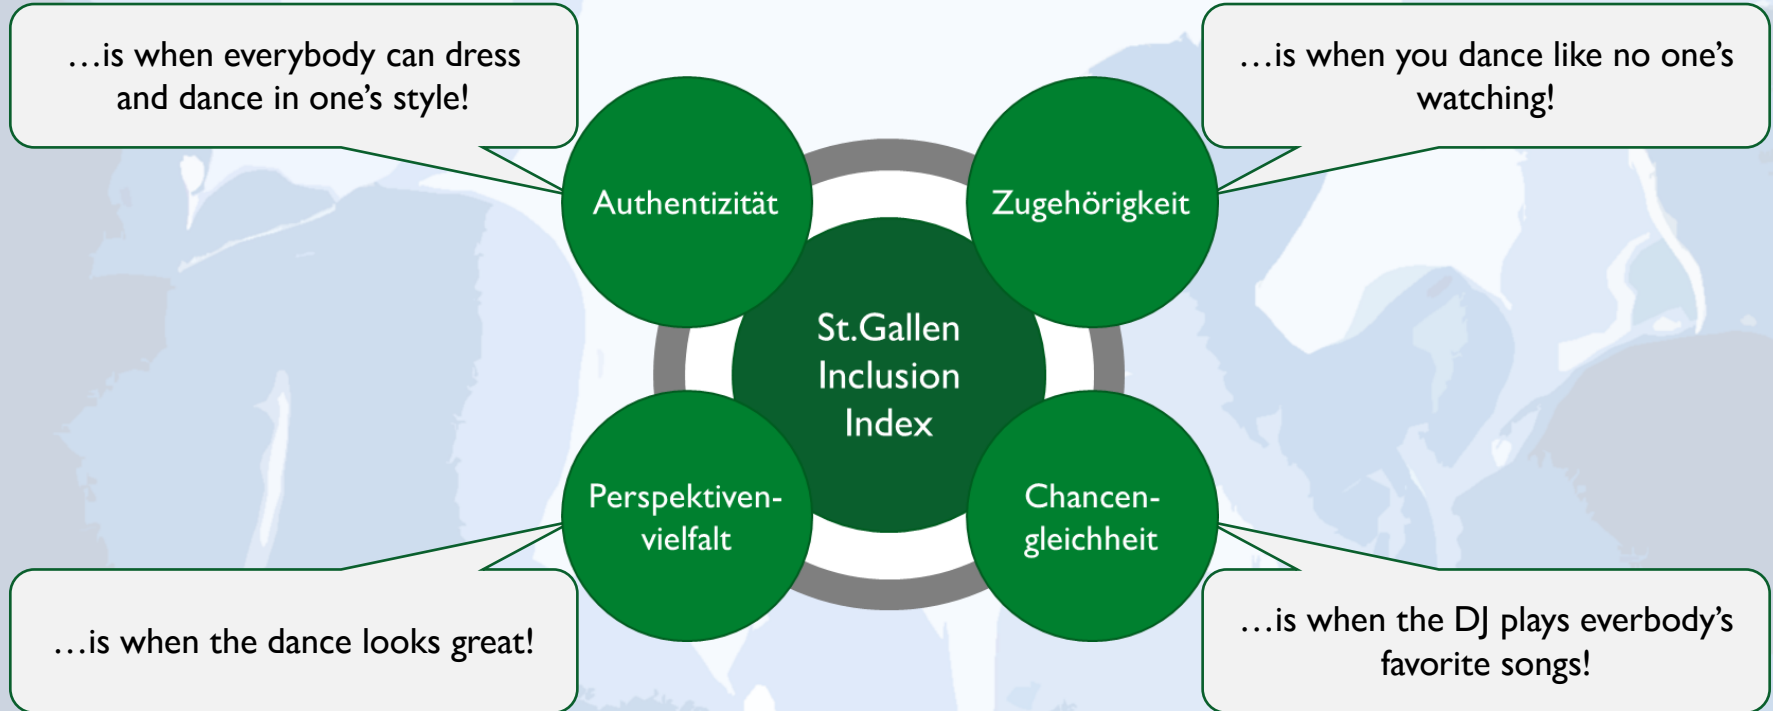 …is when everybody can dress
and dance in one’s style!
…is when you dance like no one’s
watching!
Authentizität
Zugehörigkeit
St.Gallen
Inclusion
Index
Perspektiven-
vielfalt
Chancen-
gleichheit
…is when the dance looks great!
…is when the DJ plays everbody’s
favorite songs!